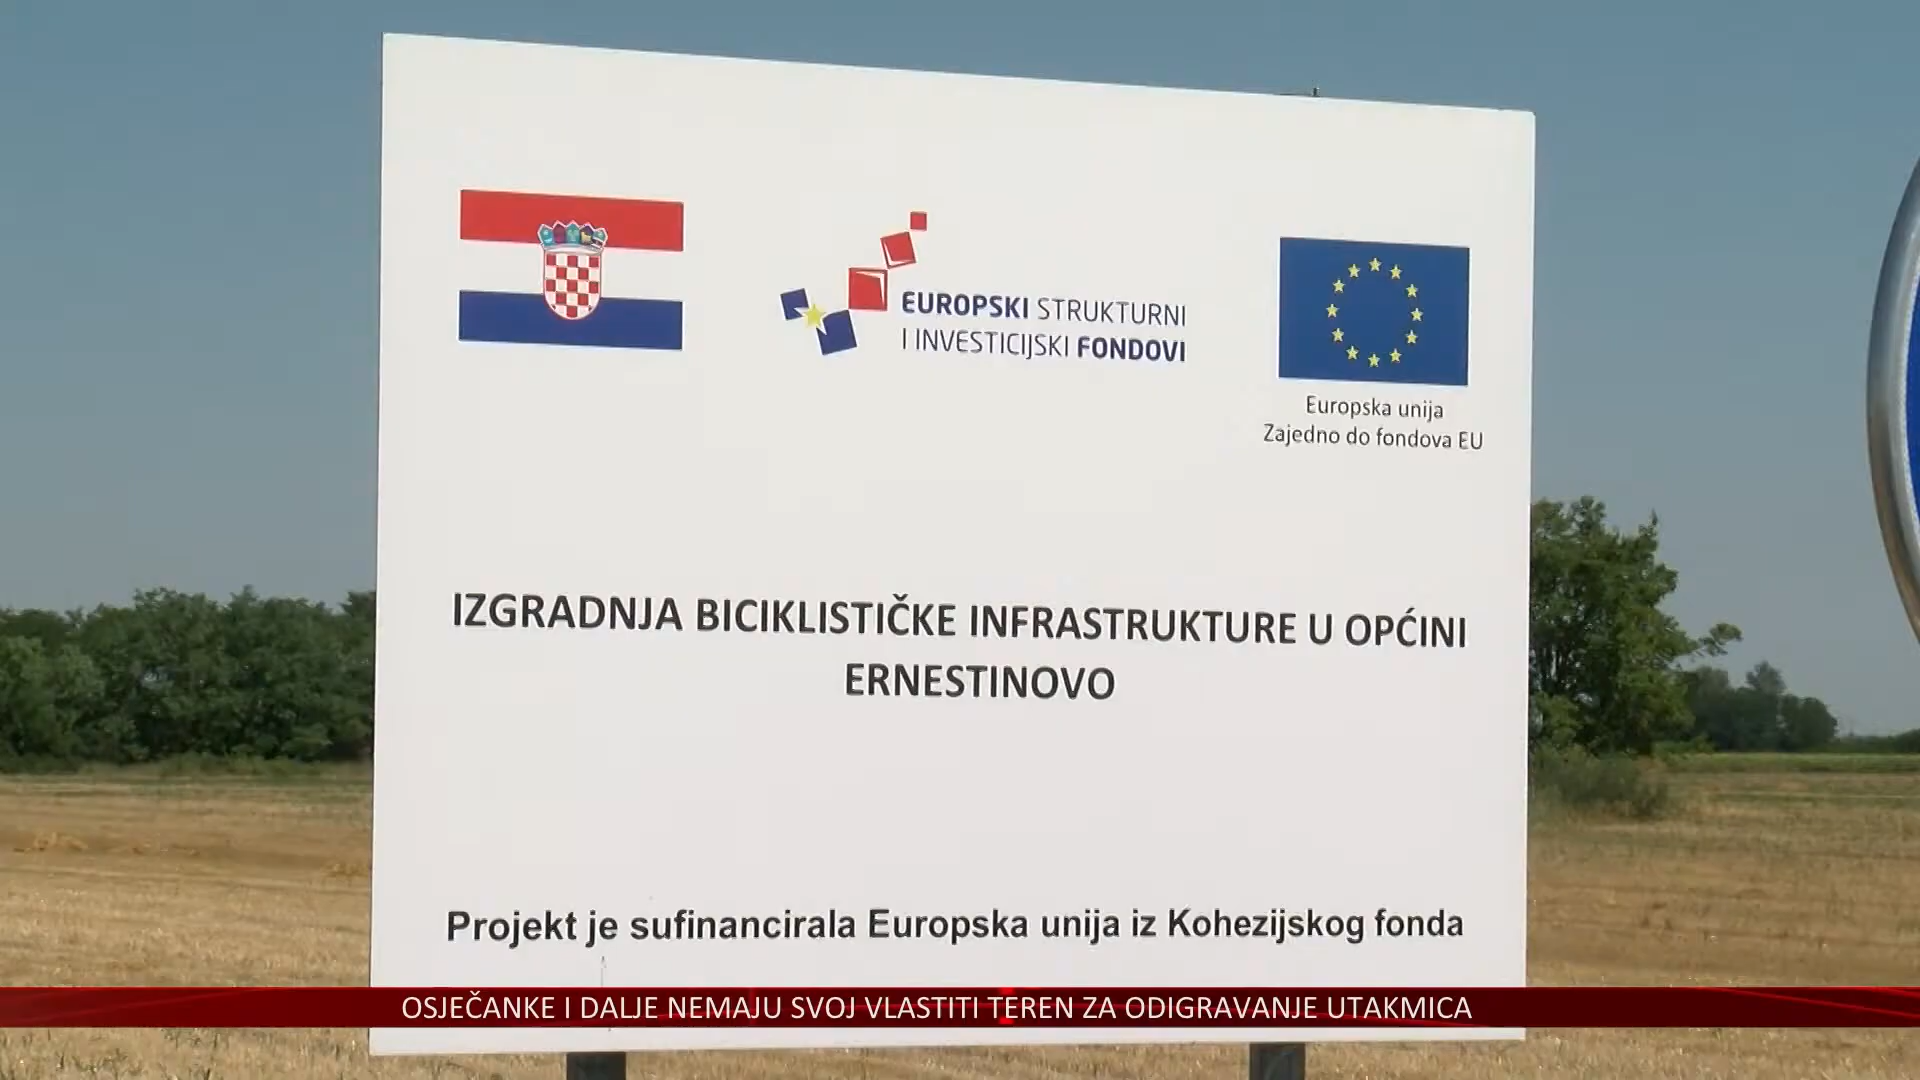 EUROPSKI STRUKTURNI
I INVESTICIJSKI FONDOVI
Europska unija
Zajedno do fondova EU
IZGRADNJA BICIKLISTIČKE INFRASTRUKTURE U OPĆINI
ERNESTINOVO
Projekt je sufinancirala Europska unija iz Kohezijskog fonda
OSJEČANKE I DALJE NEMAJU SVOJ VLASTITI TEREN ZA ODIGRAVANJE UTAKMICA